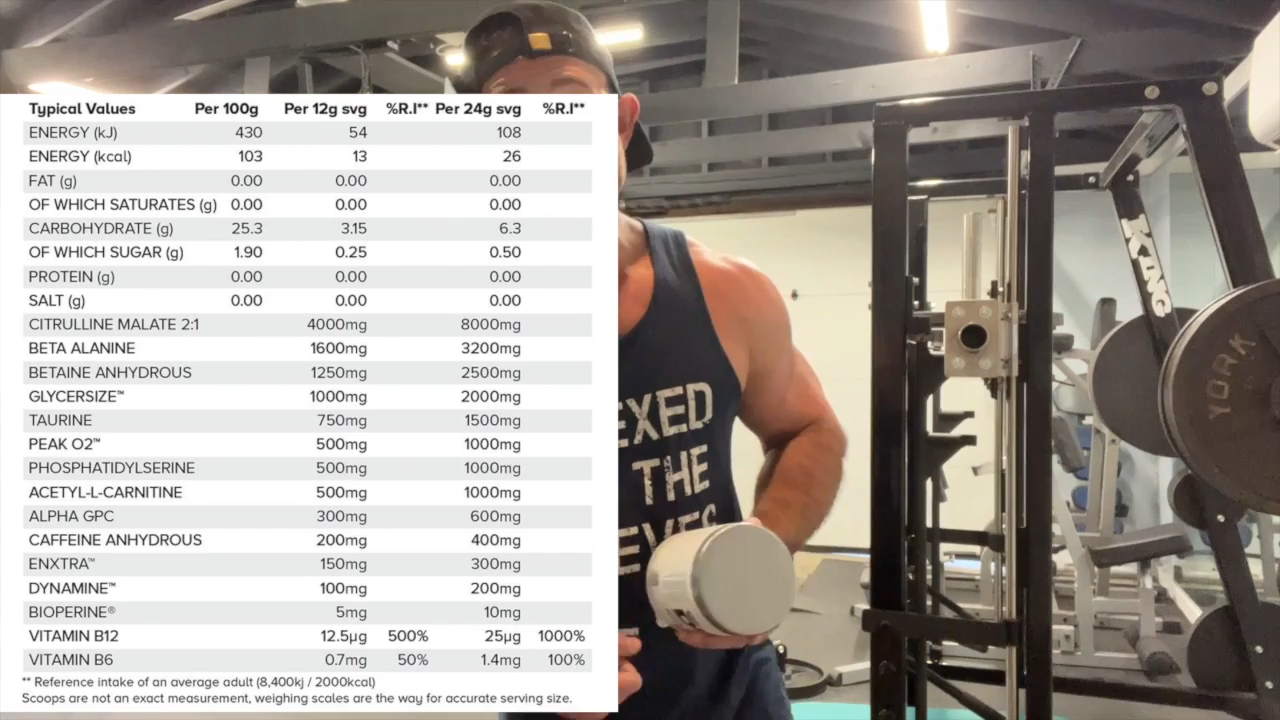 Typical Values Per 100g Per 12g svg %R.I** Per 24g svg %R.I**
ENERGY (kJ) 430 54 108
ENERGY (kcal) 103 13 26
FAT (g) 0.00 0.00 0.00
OF WHICH SATURATES (g) 0.00 0.00 0.00
CARBOHYDRATE (g) 25.3 3.15 6.3
OF WHICH SUGAR (g) 1.90 0.25 0.50
PROTEIN (g) 0.00 0.00 0.00
SALT (g) 0.00 0.00 0.00
CITRULLINE MALATE 2:1 4000mg 8000mg
BETA ALANINE 1600mg 3200mg
BETAINE ANHYDROUS 1250mg 2500mg
GLYCERSIZE™ 1000mg 2000mg
TAURINE 750mg 1500mg
PEAK O2™ 500mg 1000mg
PHOSPHATIDYLSERINE 500mg 1000mg
ACETYL-L-CARNITINE 500mg 1000mg
ALPHA GPC 300mg 600mg
CAFFEINE ANHYDROUS 200mg 400mg
ENXTRA™ 150mg 300mg
DYNAMINE™ 100mg 200mg
BIOPERINE® 5mg 10mg
VITAMIN B12 12.5µg 500% 25µg 1000%
VITAMIN B6 0.7mg 50% 1.4mg 100%
** Reference intake of an average adult (8,400kj / 2000kcal)
Scoops are not an exact measurement, weighing scales are the way for accurate serving size.
EXED
THE
KANG
YORK